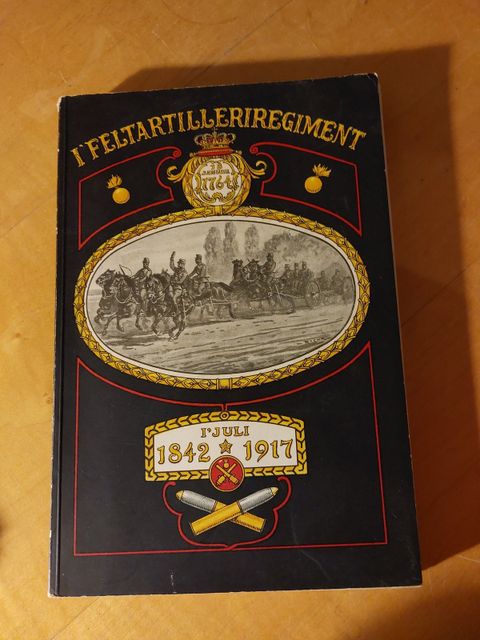 1' FELTARTILLERIREGIMENT
1764
1' JULI
1842 1917